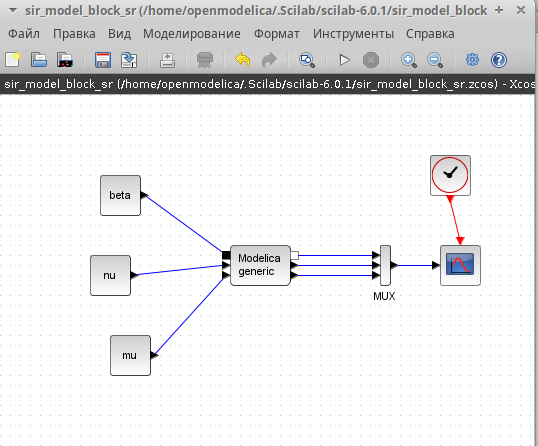 sir_model_block_sr (/home/openmodelica/.Scilab/scilab-6.0.1/sir_model_block
Файл Правка Вид Моделирование Формат Инструменты Справка
sir_model_block_sr (/home/openmodelica/.Scilab/scilab-6.0.1/sir_model_block_sr.zcos) - Xcos
beta
nu
Modelica
generic
MUX
mu